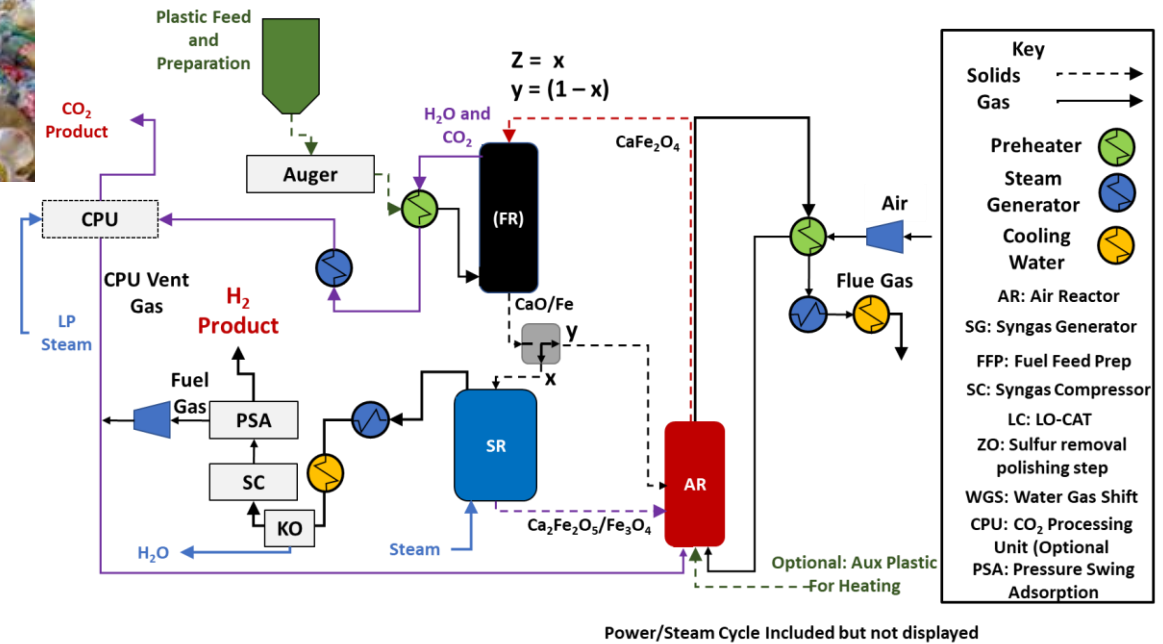 Plastic Feed
and
Preparation
Z = x
y = (1 – x)
CO₂
Product
H₂O and
CO₂
CaFe₂O₄
Auger
(FR)
CPU
Air
CPU Vent
Gas
Flue Gas
H₂
Product
CaO/Fe
LP
Steam
y
x
Fuel
Gas
PSA
SR
SC
AR
KO
Ca₂Fe₂O₅/Fe₃O₄
H₂O
Steam
Optional: Aux Plastic
For Heating
Key
Solids
Gas
Preheater
Steam
Generator
Cooling
Water
AR: Air Reactor
SG: Syngas Generator
FFP: Fuel Feed Prep
SC: Syngas Compressor
LC: LO-CAT
ZO: Sulfur removal
polishing step
WGS: Water Gas Shift
CPU: CO₂ Processing
Unit (Optional
PSA: Pressure Swing
Adsorption
Power/Steam Cycle Included but not displayed